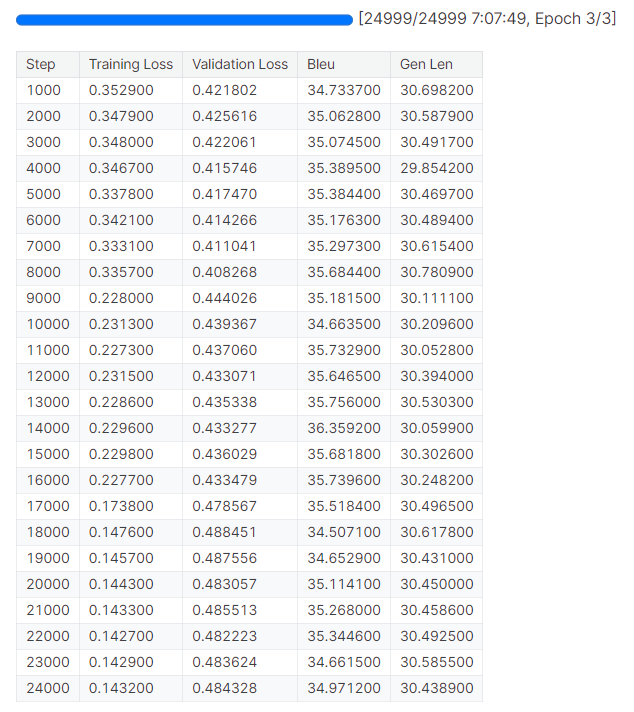 [24999/24999 7:07:49, Epoch 3/3]
Step Training Loss Validation Loss Bleu Gen Len
1000 0.352900 0.421802 34.733700 30.698200
2000 0.347900 0.425616 35.062800 30.587900
3000 0.348000 0.422061 35.074500 30.491700
4000 0.346700 0.415746 35.389500 29.854200
5000 0.337800 0.417470 35.384400 30.469700
6000 0.342100 0.414266 35.176300 30.489400
7000 0.333100 0.411041 35.297300 30.615400
8000 0.335700 0.408268 35.684400 30.780900
9000 0.228000 0.444026 35.181500 30.111100
10000 0.231300 0.439367 34.663500 30.209600
11000 0.227300 0.437060 35.732900 30.052800
12000 0.231500 0.433071 35.646500 30.394000
13000 0.228600 0.435338 35.756000 30.530300
14000 0.229600 0.433277 36.359200 30.059900
15000 0.229800 0.436029 35.681800 30.302600
16000 0.227700 0.433479 35.739600 30.248200
17000 0.173800 0.478567 35.518400 30.496500
18000 0.147600 0.488451 34.507100 30.617800
19000 0.145700 0.487556 34.652900 30.431000
20000 0.144300 0.483057 35.114100 30.450000
21000 0.143300 0.485513 35.268000 30.458600
22000 0.142700 0.482223 35.344600 30.492500
23000 0.142900 0.483624 34.661500 30.585500
24000 0.143200 0.484328 34.971200 30.438900